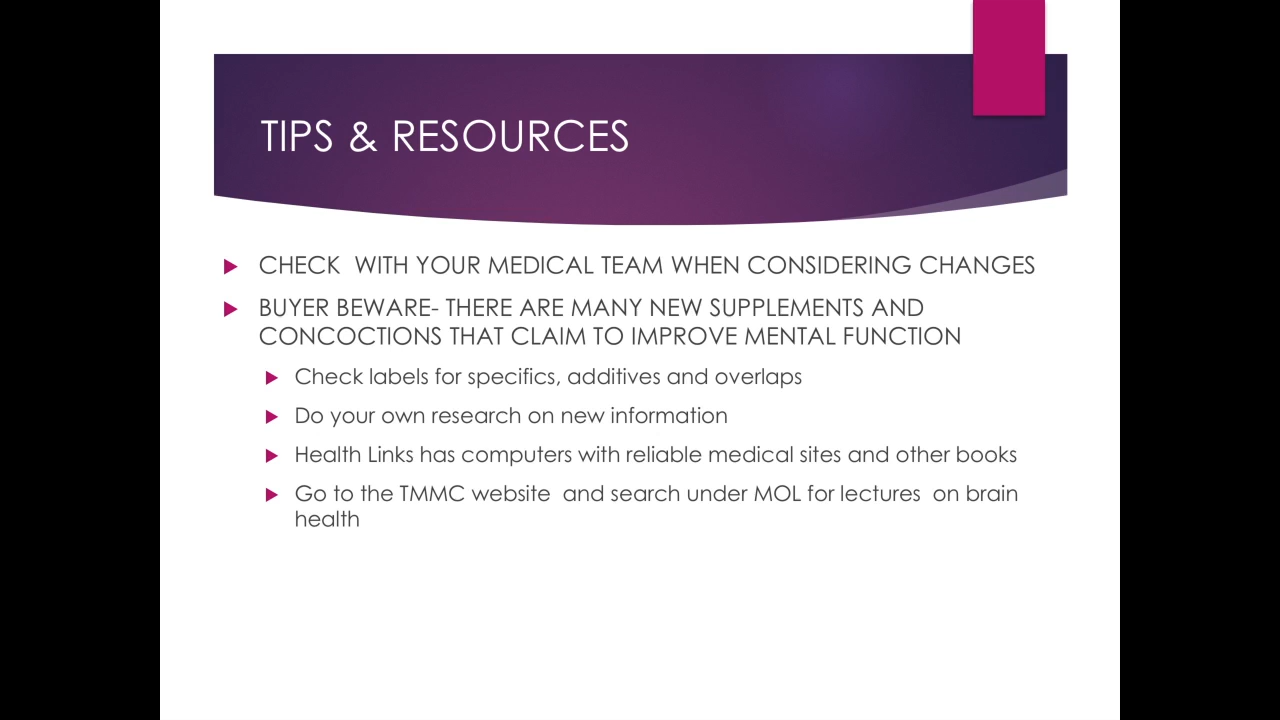 TIPS & RESOURCES
CHECK  WITH YOUR MEDICAL TEAM WHEN CONSIDERING CHANGES
BUYER BEWARE- THERE ARE MANY NEW SUPPLEMENTS AND
CONCOCTIONS THAT CLAIM TO IMPROVE MENTAL FUNCTION
Check labels for specifics, additives and overlaps
Do your own research on new information
Health Links has computers with reliable medical sites and other books
Go to the TMMC website  and search under MOL for lectures  on brain
health